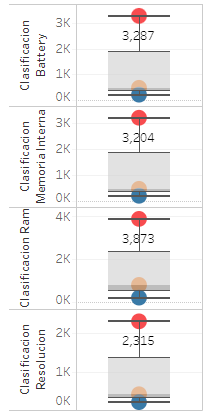 Clasificacion
Battery
3K
2K
1K
0K
3,287
Clasificacion
Memoria Interna
3K
2K
1K
0K
3,204
Clasificacion Ram
4K
2K
0K
3,873
Clasificacion
Resolucion
2K
1K
0K
2,315